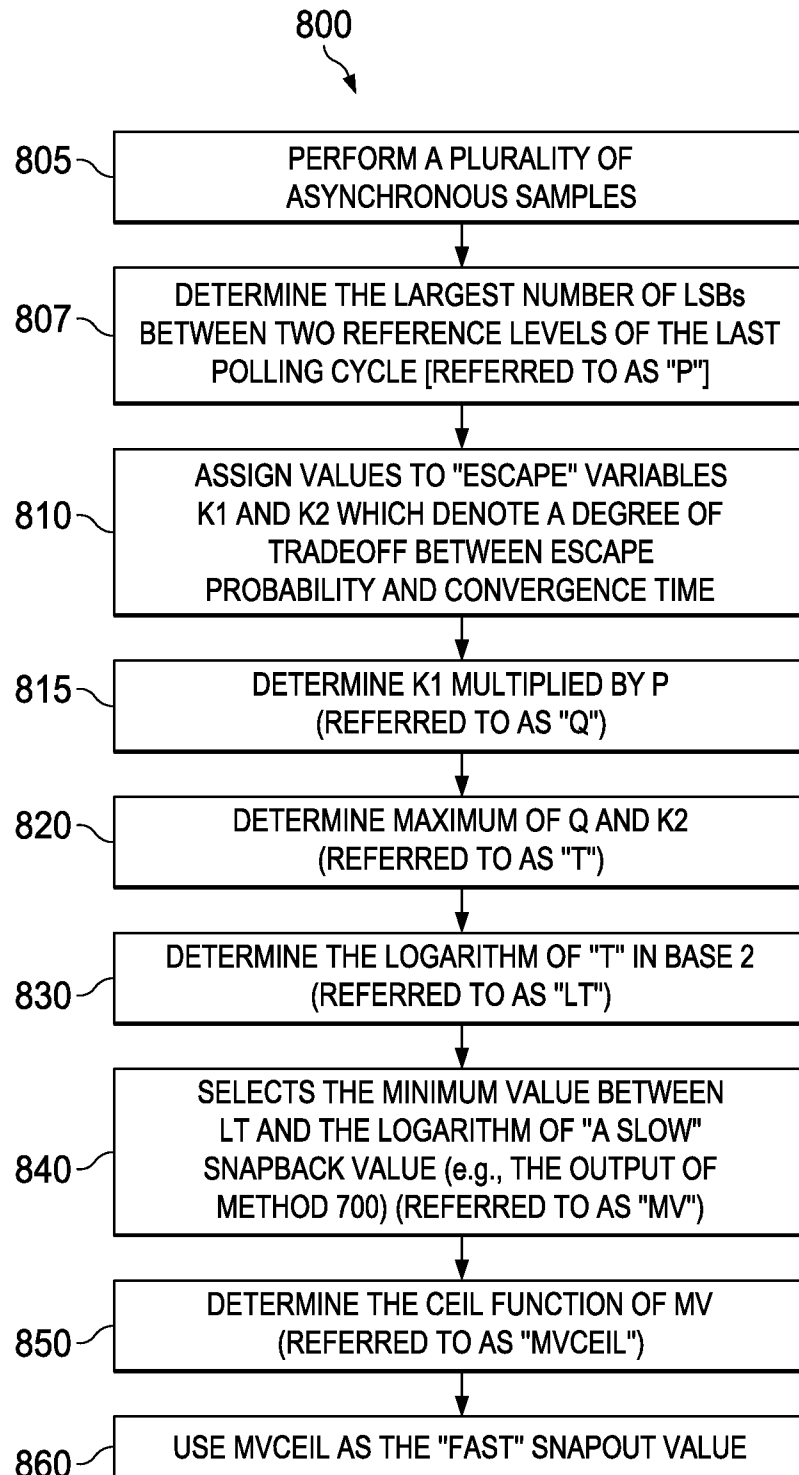 800
805
PERFORM A PLURALITY OF
ASYNCHRONOUS SAMPLES
807
DETERMINE THE LARGEST NUMBER OF LSBs
BETWEEN TWO REFERENCE LEVELS OF THE LAST
POLLING CYCLE [REFERRED TO AS "P"]
810
ASSIGN VALUES TO "ESCAPE" VARIABLES
K1 AND K2 WHICH DENOTE A DEGREE OF
TRADEOFF BETWEEN ESCAPE
PROBABILITY AND CONVERGENCE TIME
815
DETERMINE K1 MULTIPLIED BY P
(REFERRED TO AS "Q")
820
DETERMINE MAXIMUM OF Q AND K2
(REFERRED TO AS "T")
830
DETERMINE THE LOGARITHM OF "T" IN BASE 2
(REFERRED TO AS "LT")
840
SELECTS THE MINIMUM VALUE BETWEEN
LT AND THE LOGARITHM OF "A SLOW"
SNAPBACK VALUE (e.g., THE OUTPUT OF
METHOD 700) (REFERRED TO AS "MV")
850
DETERMINE THE CEIL FUNCTION OF MV
(REFERRED TO AS "MVCEIL")
860
USE MVCEIL AS THE "FAST" SNAPOUT VALUE